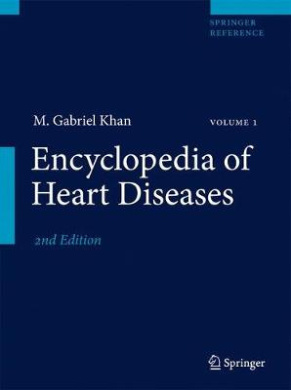 SPRINGER
REFERENCE
M. Gabriel Khan
VOLUME 1
Encyclopedia of
Heart Diseases
2nd Edition
Springer